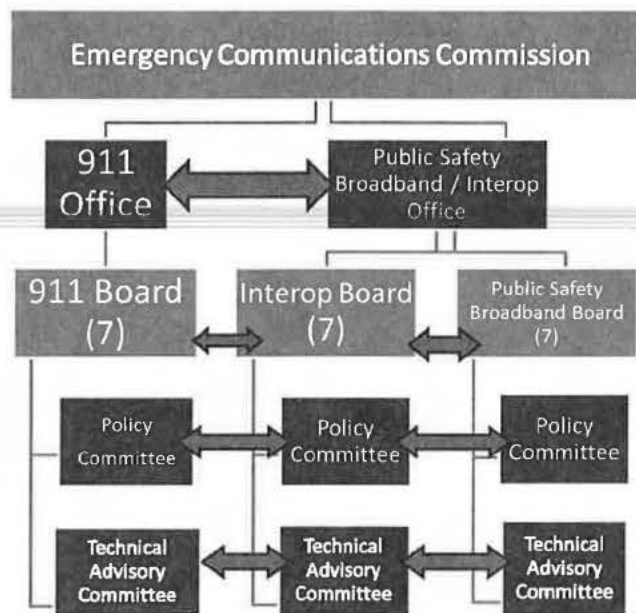 Emergency Communications Commission
911
Office
Public Safety
Broadband / Interop
Office
911 Board
(7)
Interop Board
(7)
Public Safety
Broadband Board
(7)
Policy
Committee
Policy
Committee
Policy
Committee
Technical
Advisory
Committee
Technical
Advisory
Committee
Technical
Advisory
Committee